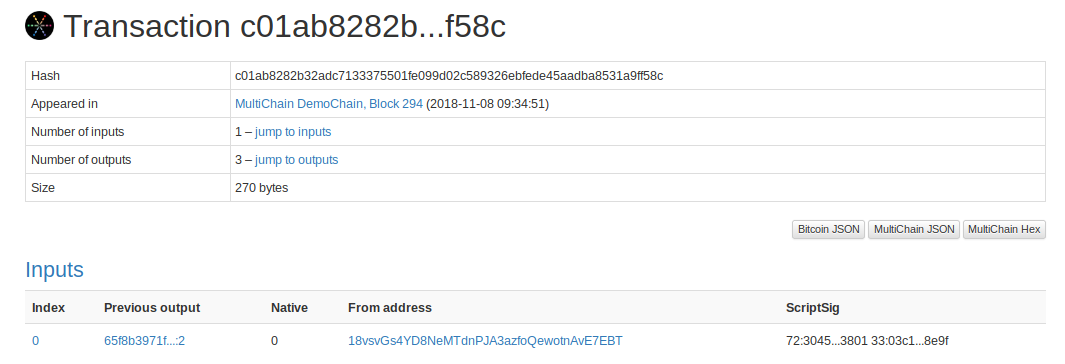 Transaction c01ab8282b...f58c
Hash c01ab8282b32adc7133375501fe099d02c589326ebfede45aadba8531a9ff58c
Appeared in MultiChain DemoChain, Block 294 (2018-11-08 09:34:51)
Number of inputs 1 – jump to inputs
Number of outputs 3 – jump to outputs
Size 270 bytes
Bitcoin JSON MultiChain JSON MultiChain Hex
Inputs
Index Previous output Native From address ScriptSig
0 65f8b3971f...:2 0 18vsvGs4YD8NeMTdnPJA3azfoQewotnAvE7EBT 72:3045...3801 33:03c1...8e9f